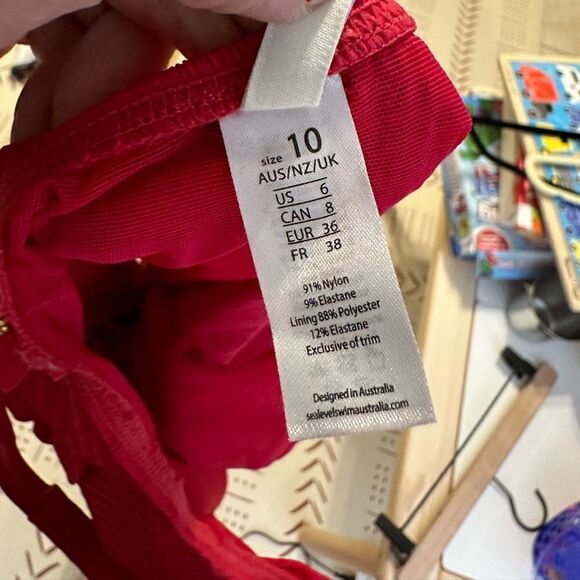 size 10
AUS/NZ/UK
US 6
CAN 8
EUR 36
FR 38
91% Nylon
9% Elastane
Lining 88% Polyester
12% Elastane
Exclusive of trim
Designed in Australia
sealevelswimaustralia.com